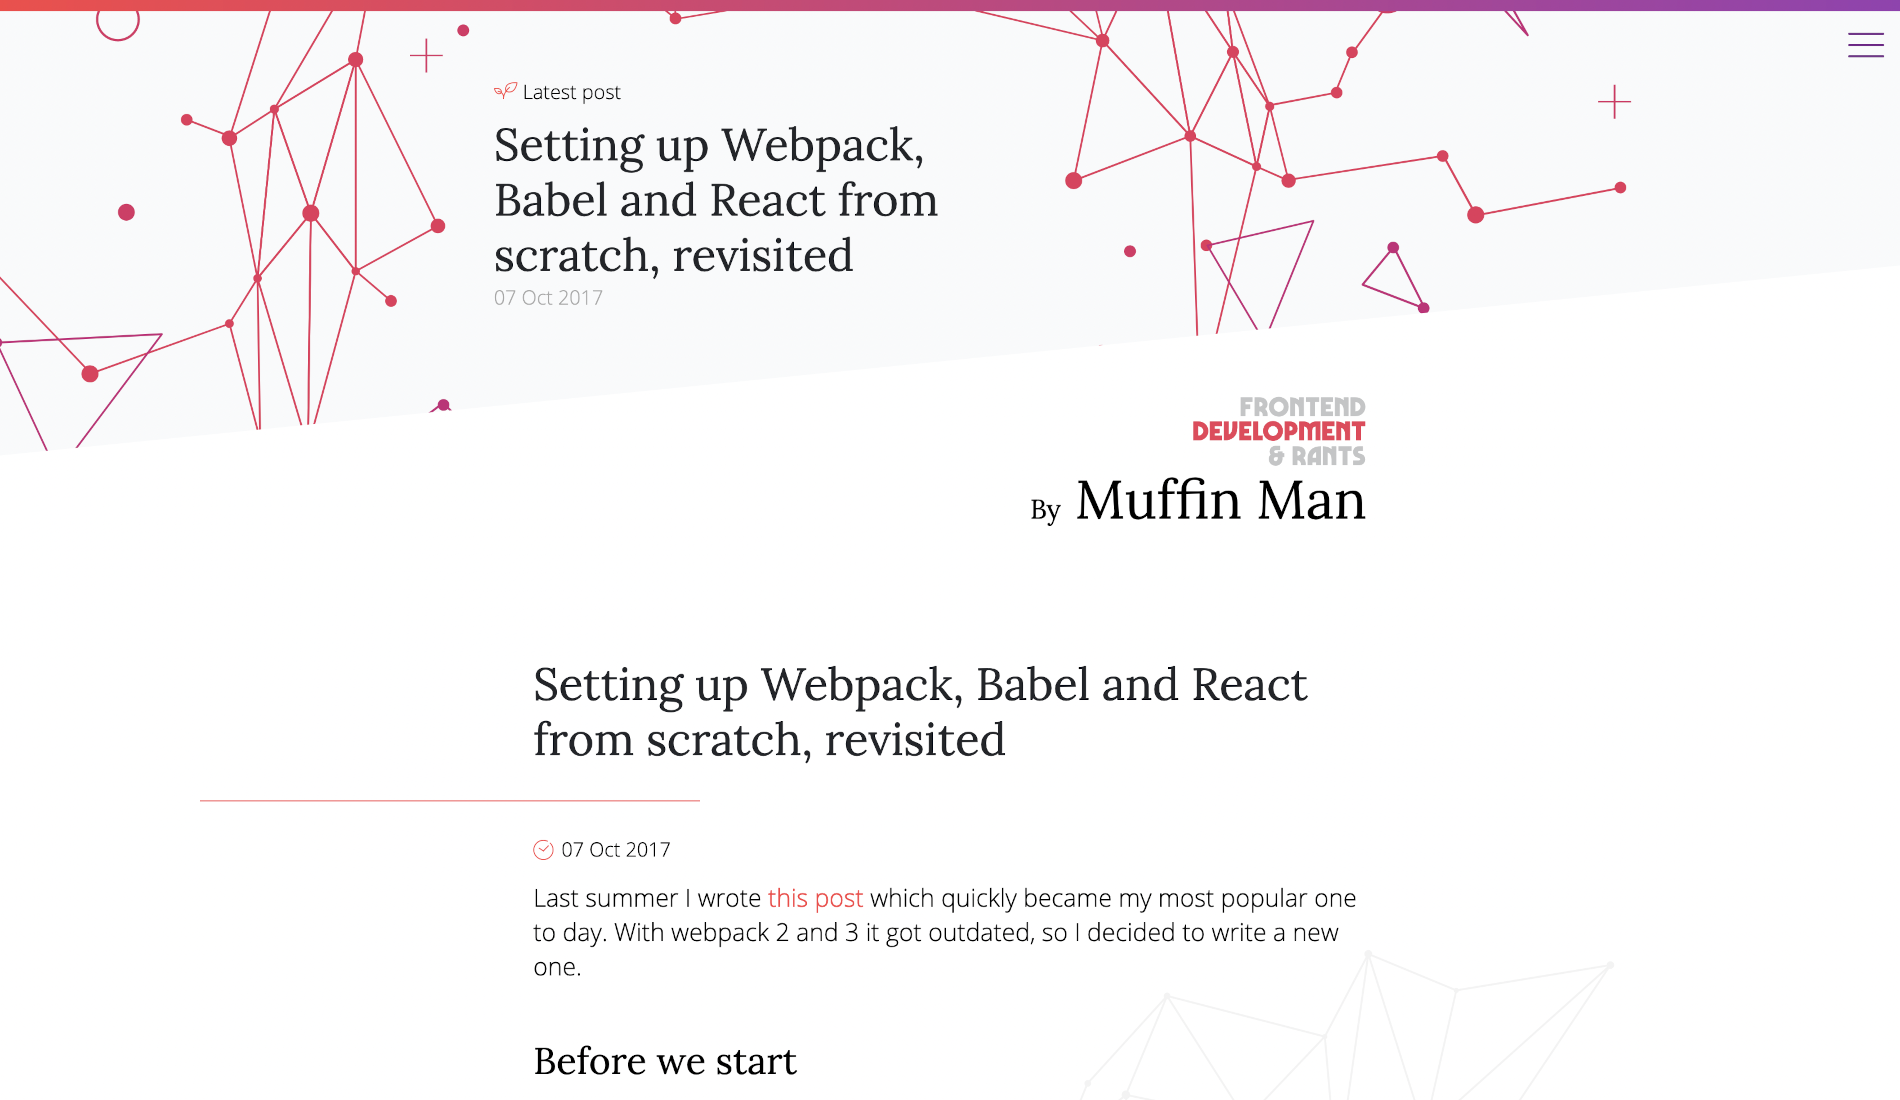 Latest post
Setting up Webpack,
Babel and React from
scratch, revisited
07 Oct 2017
FRONTEND
DEVELOPMENT
& RANTS
By Muffin Man
Setting up Webpack, Babel and React
from scratch, revisited
07 Oct 2017
Last summer I wrote this post which quickly became my most popular one
to day. With webpack 2 and 3 it got outdated, so I decided to write a new
one.
Before we start